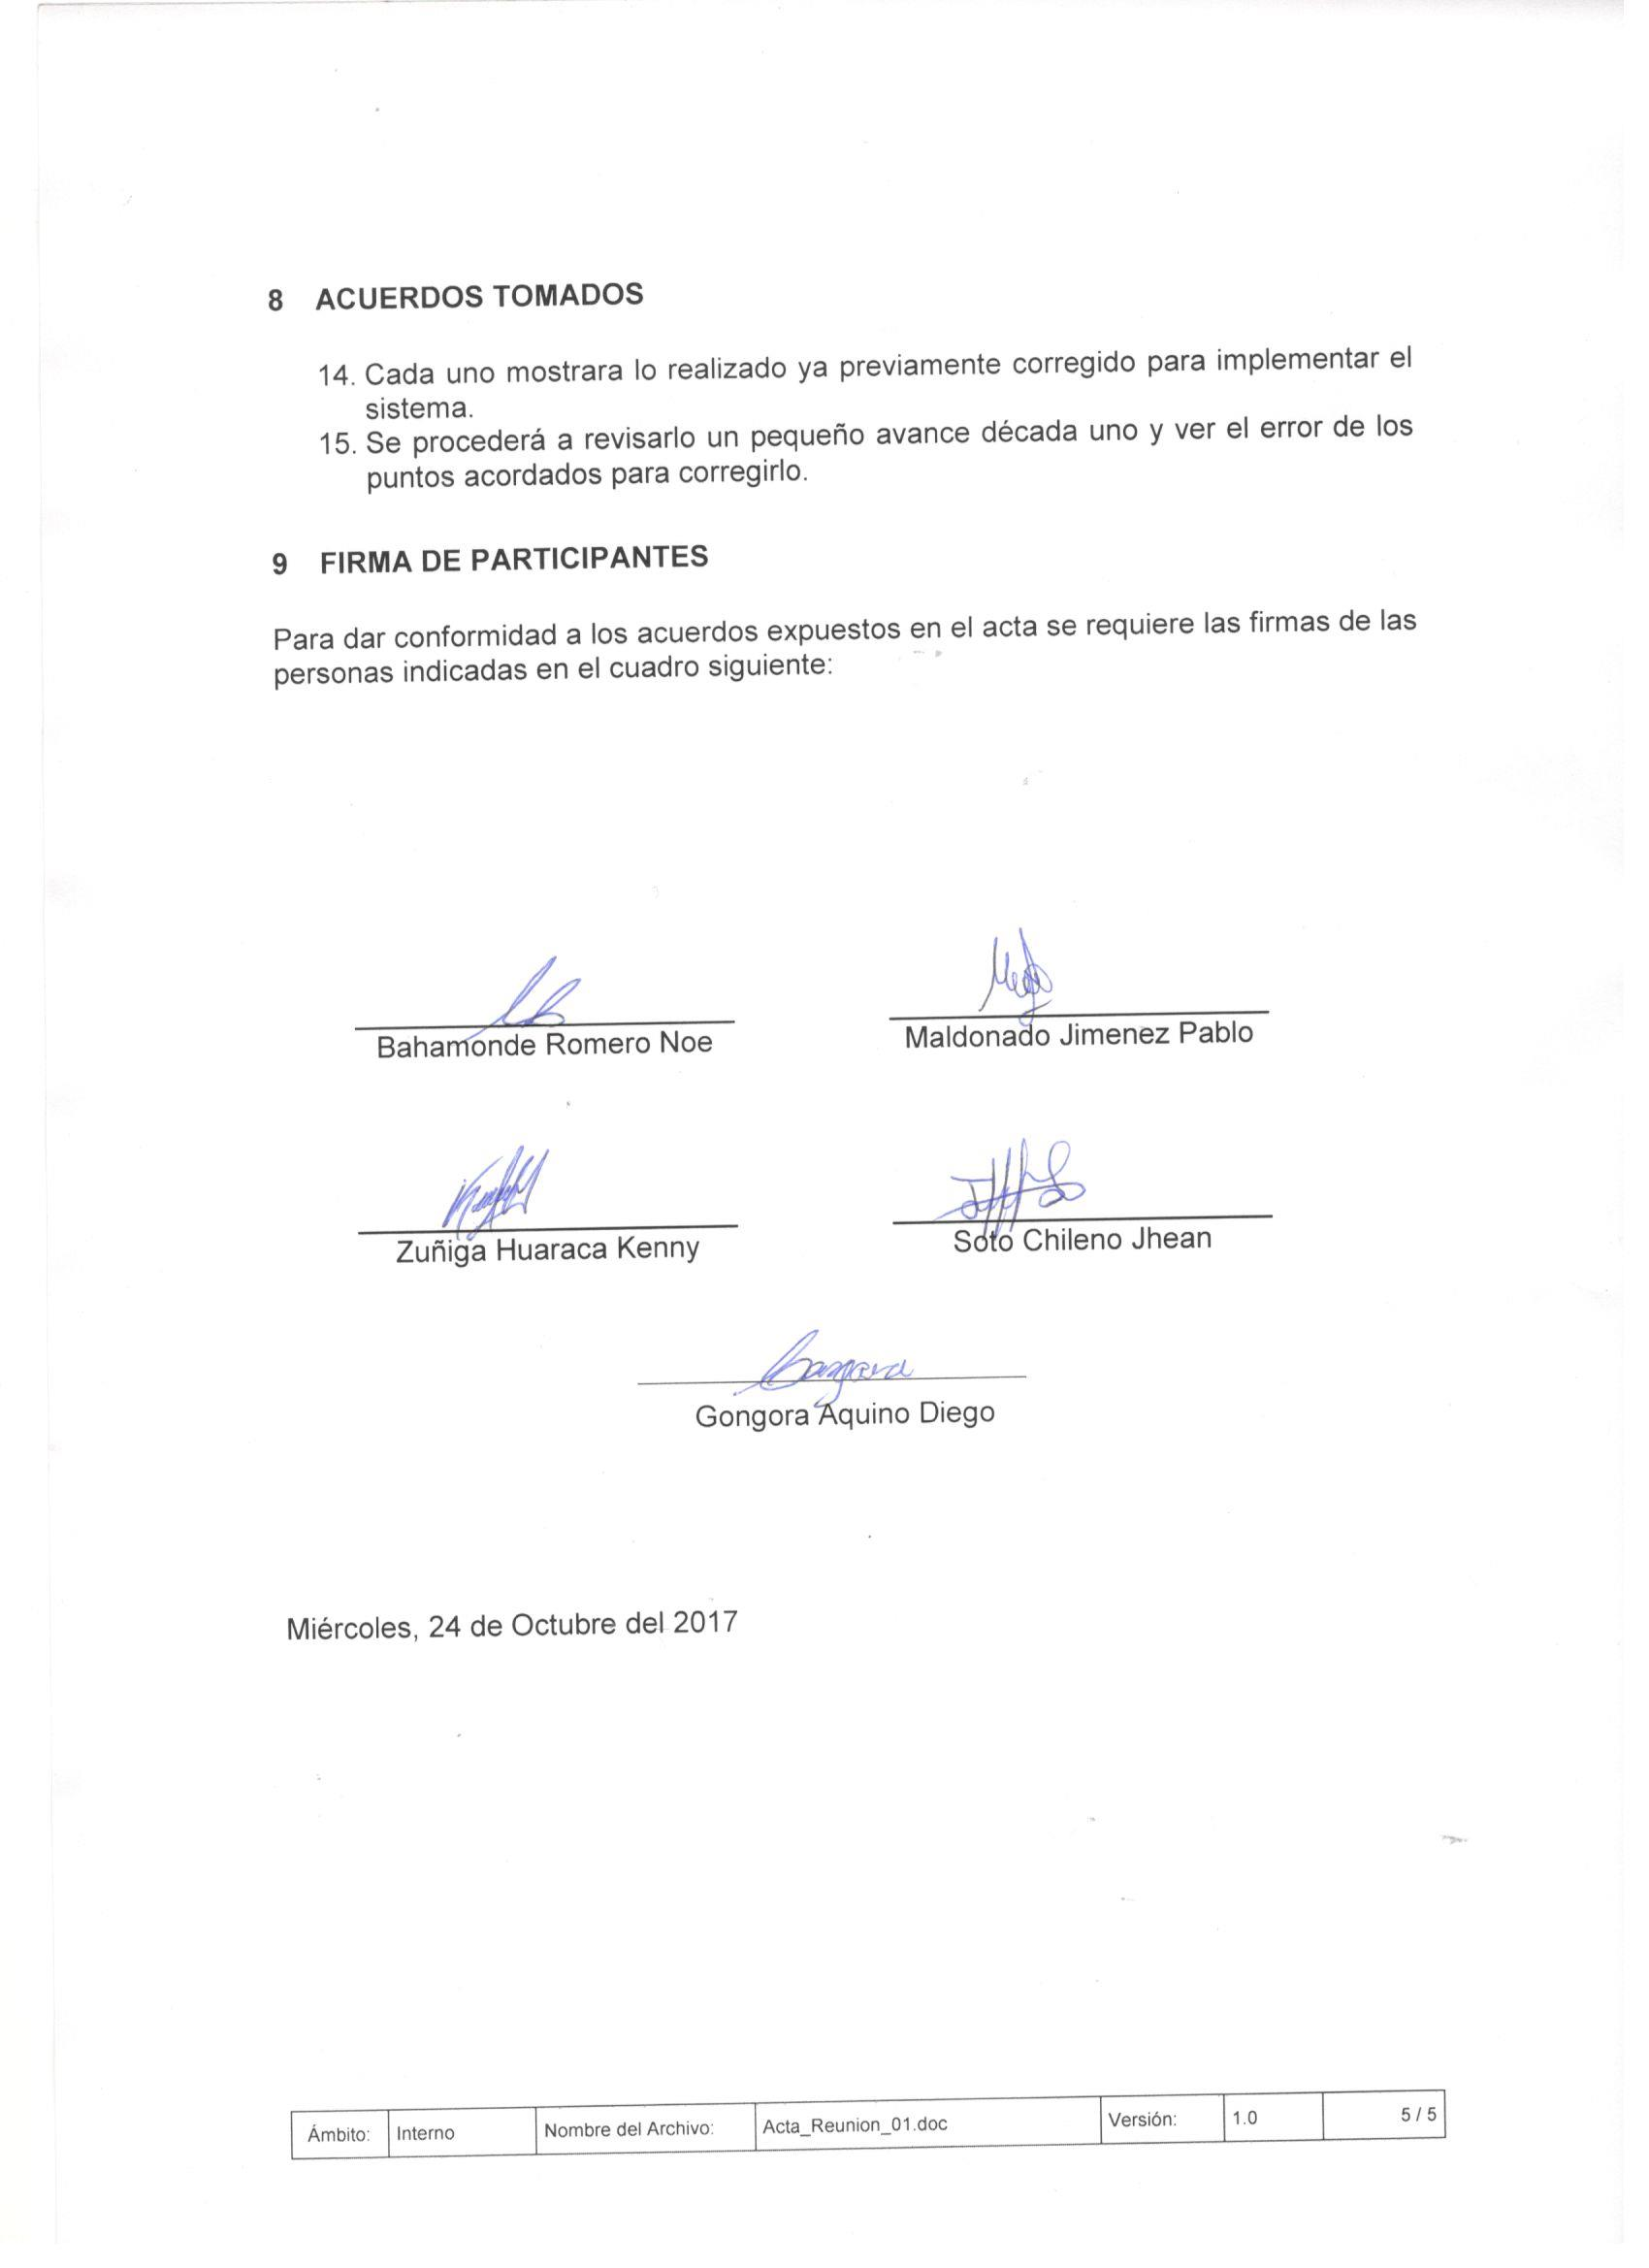 8 ACUERDOS TOMADOS
14. Cada uno mostrara lo realizado ya previamente corregido para implementar el
sistema.
15. Se procederá a revisarlo un pequeño avance década uno y ver el error de los
puntos acordados para corregirlo.
9 FIRMA DE PARTICIPANTES
Para dar conformidad a los acuerdos expuestos en el acta se requiere las firmas de las
personas indicadas en el cuadro siguiente:
Bahamonde Romero Noe
Maldonado Jimenez Pablo
Zuñiga Huaraca Kenny
Soto Chileno Jhean
Gongora Aquino Diego
Miércoles, 24 de Octubre del 2017
Ámbito: Interno Nombre del Archivo: Acta_Reunion_01.doc Versión: 1.0 5 / 5